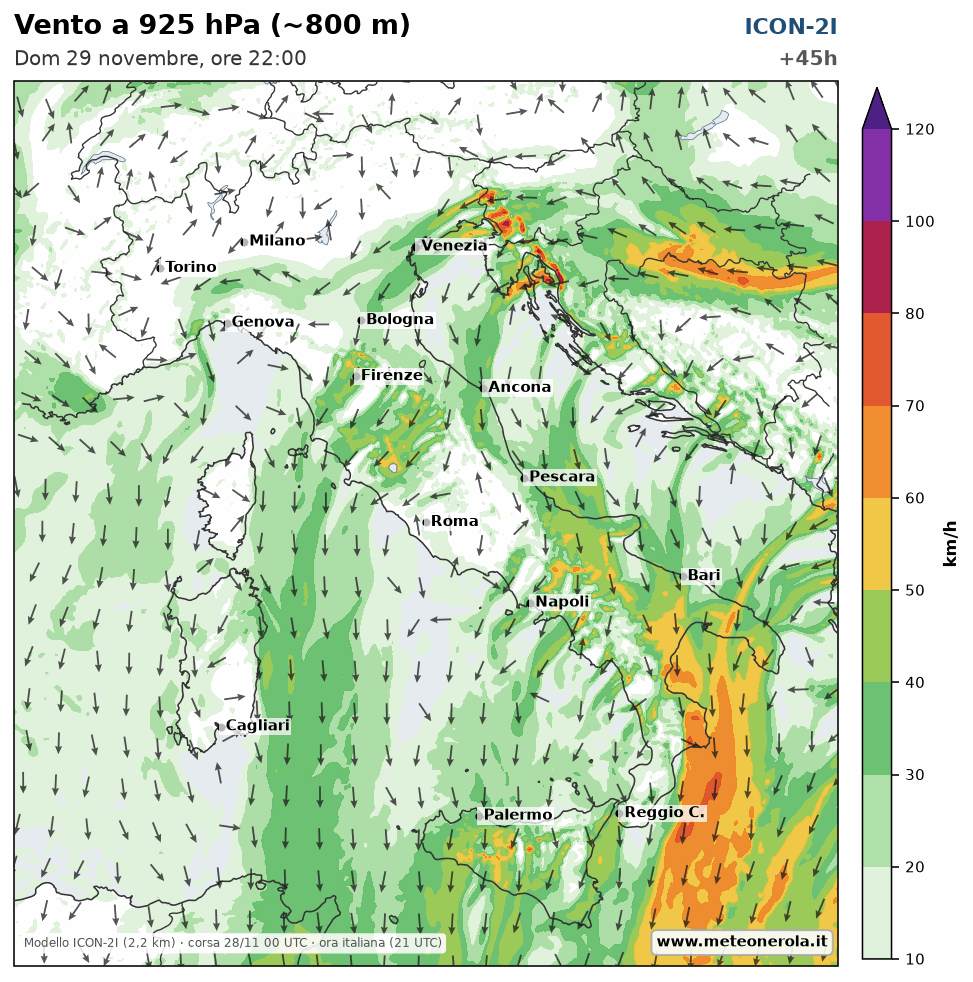 Vento a 925 hPa (~800 m)
ICON-2I
Dom 29 novembre, ore 22:00
+45h
Milano
Venezia
Torino
Genova
Bologna
Firenze
Ancona
Pescara
Roma
Bari
Napoli
Cagliari
Palermo
Reggio C.
120
100
80
70
60
50
40
30
20
10
km/h
Modello ICON-2I (2,2 km) · corsa 28/11 00 UTC · ora italiana (21 UTC)
www.meteonerola.it